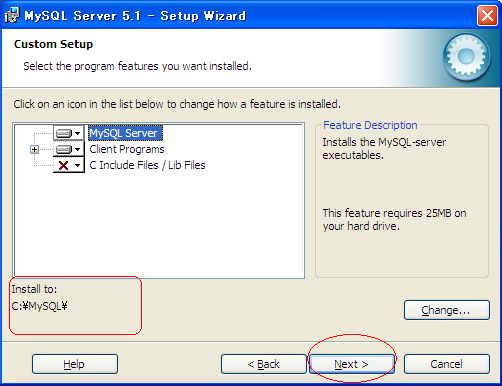 MySQL Server 5.1 - Setup Wizard
Custom Setup
Select the program features you want installed.
Click on an icon in the list below to change how a feature is installed.
MySQL Server
Client Programs
C Include Files / Lib Files
Feature Description
Installs the MySQL-server
executables.
This feature requires 25MB on
your hard drive.
Install to:
C:¥MySQL¥
Change...
Help
< Back
Next >
Cancel